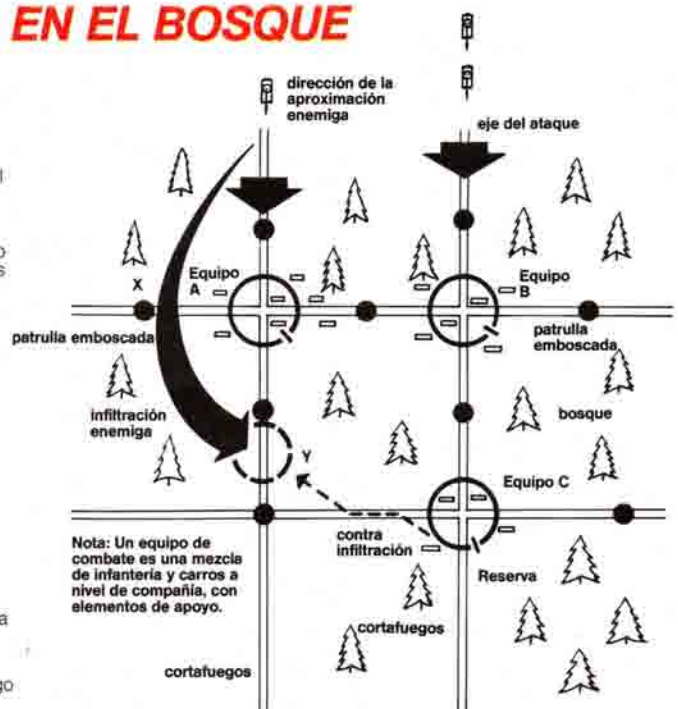 EN EL BOSQUE
dirección de la
aproximación
enemiga
eje del ataque
Equipo
A
Equipo
B
X
patrulla emboscada
patrulla
emboscada
infiltración
enemiga
bosque
Y
Equipo C
Nota: Un equipo de
combate es una mezcla
de infantería y carros a
nivel de compañía, con
elementos de apoyo.
contra
infiltración
Reserva
cortafuegos
cortafuegos